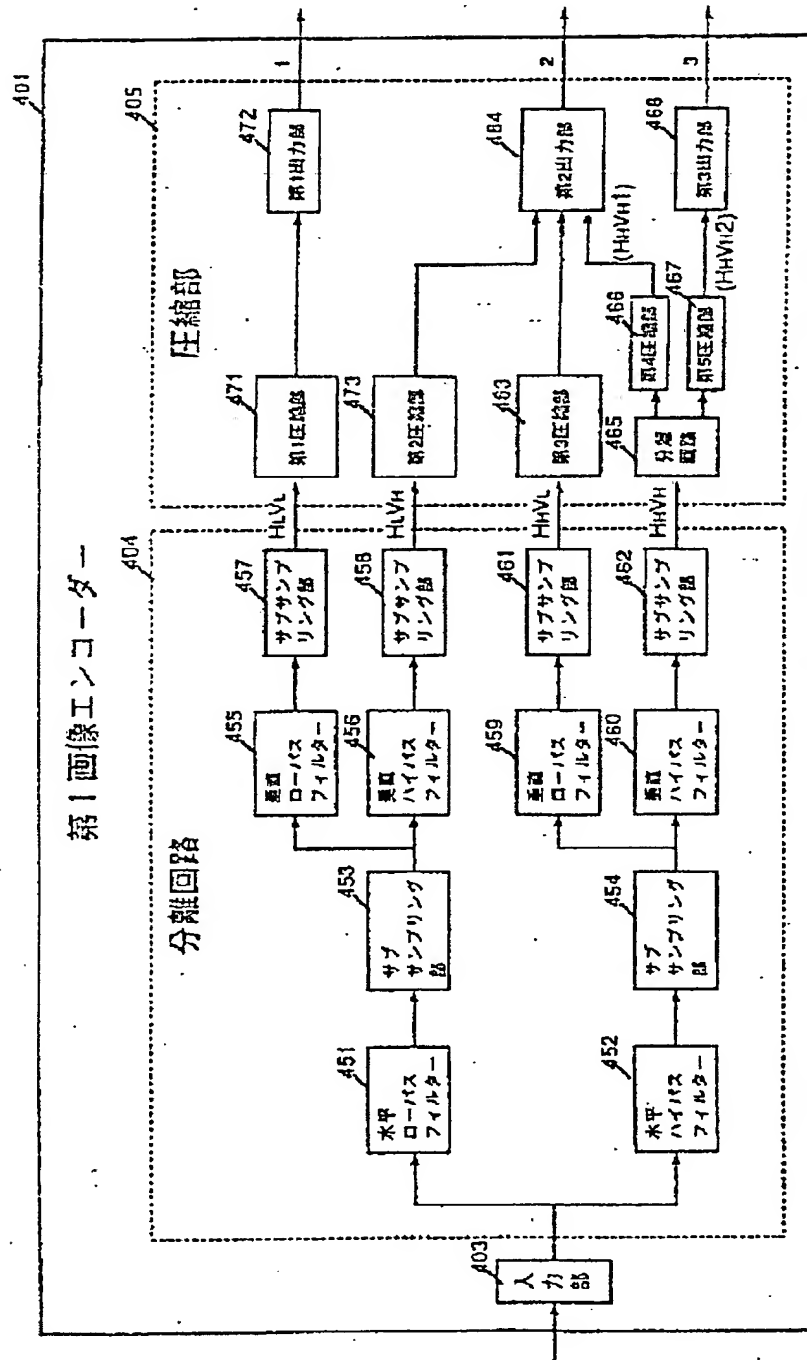 401
第1画像エンコーダー
404
分離回路
405
圧縮部
403
入力部
451
水平
ローパス
フィルター
452
水平
ハイパス
フィルター
453
サブ
サンプリング
部
454
サブ
サンプリング
部
455
垂直
ローパス
フィルター
456
垂直
ハイパス
フィルター
459
垂直
ローパス
フィルター
460
垂直
ハイパス
フィルター
457
サブサンプ
リング部
458
サブサンプ
リング部
461
サブサンプ
リング部
462
サブサンプ
リング部
HLVL
HLVH
HHVL
HHVH
471
第1圧縮部
473
第2圧縮部
463
第3圧縮部
465
分離
回路
466
第4圧縮部
467
第5圧縮部
(HHVH1)
(HHVH2)
472
第1出力部
464
第2出力部
468
第3出力部
1
2
3